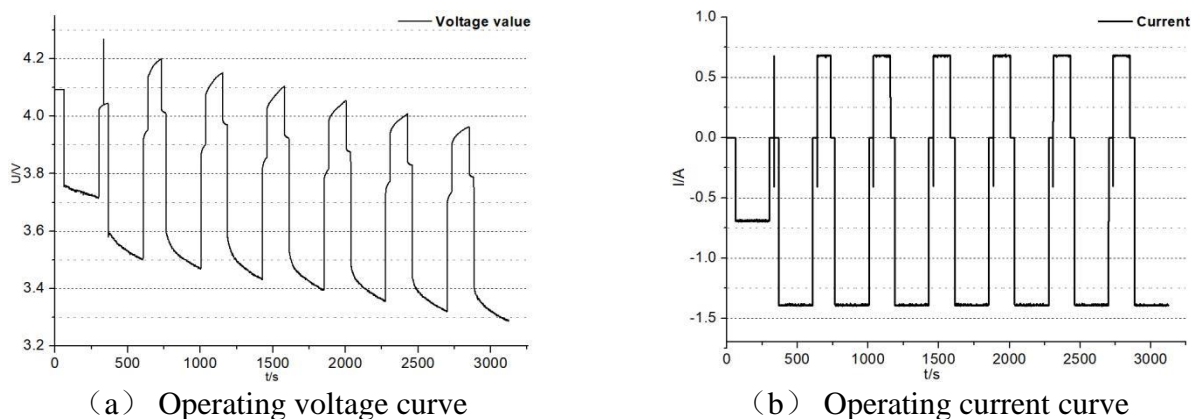 Voltage value
4.2
4.0
3.8
3.6
3.4
3.2
U/V
0 500 1000 1500 2000 2500 3000
t/s
（a） Operating voltage curve
Current
1.0
0.5
0.0
-0.5
-1.0
-1.5
I/A
0 500 1000 1500 2000 2500 3000
t/s
（b） Operating current curve